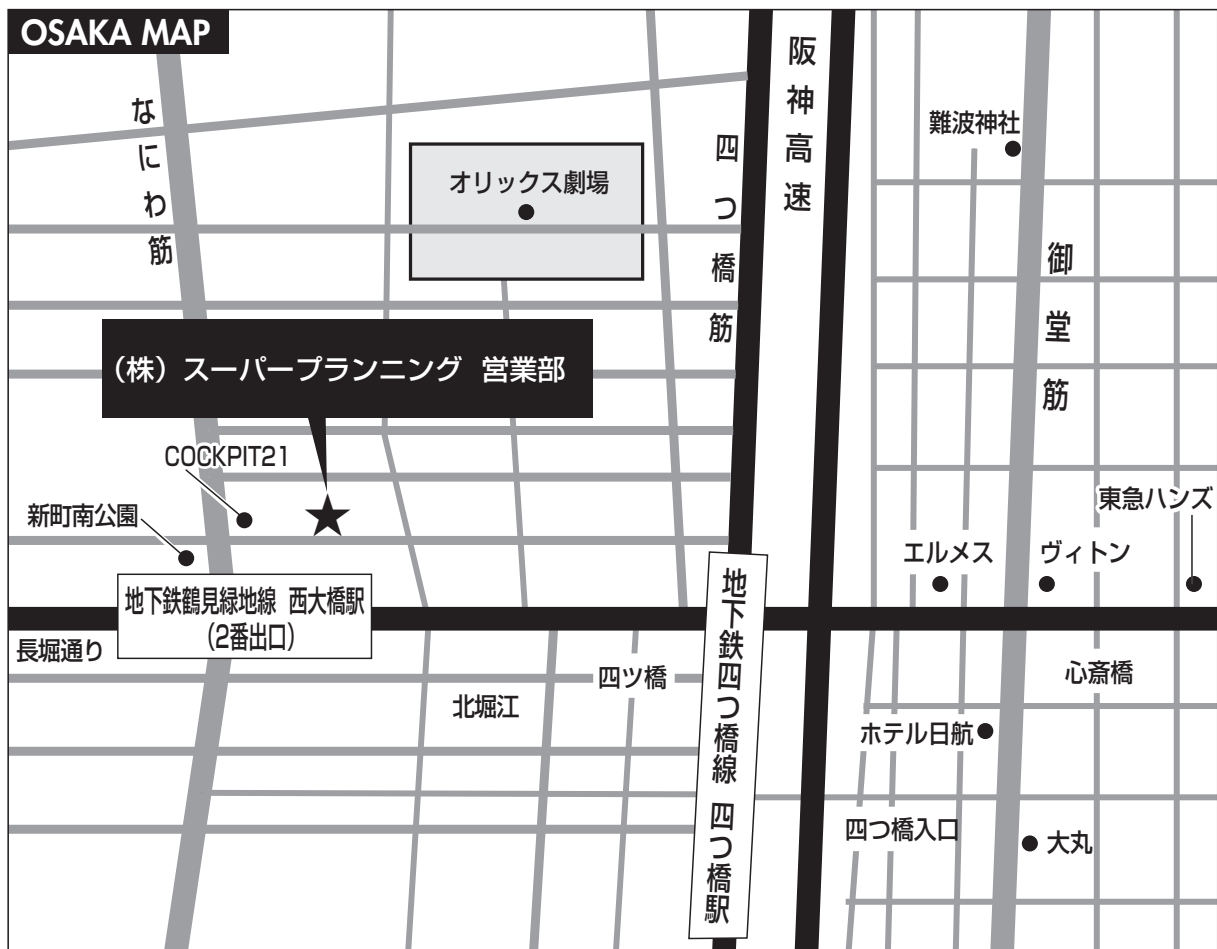 OSAKA MAP
なにわ筋
オリックス劇場
四つ橋筋
阪神高速
難波神社
御堂筋
(株)スーパープランニング 営業部
COCKPIT21
新町南公園
東急ハンズ
エルメス
ヴィトン
地下鉄鶴見緑地線 西大橋駅
(2番出口)
地下鉄四つ橋線 四つ橋駅
長堀通り
四ツ橋
北堀江
心斎橋
ホテル日航
四つ橋入口
大丸